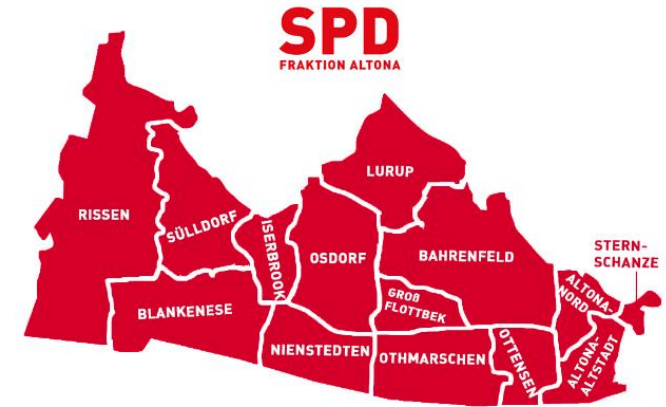 SPD
FRAKTION ALTONA
LURUP
RISSEN
SÜLLDORF
ISERBROOK
OSDORF
BAHRENFELD
STERN-
SCHANZE
BLANKENESE
GROß
FLOTTBEK
ALTONA-
NORD
NIENSTEDTEN
OTHMARSCHEN
OTTENSEN
ALTONA-
ALTSTADT